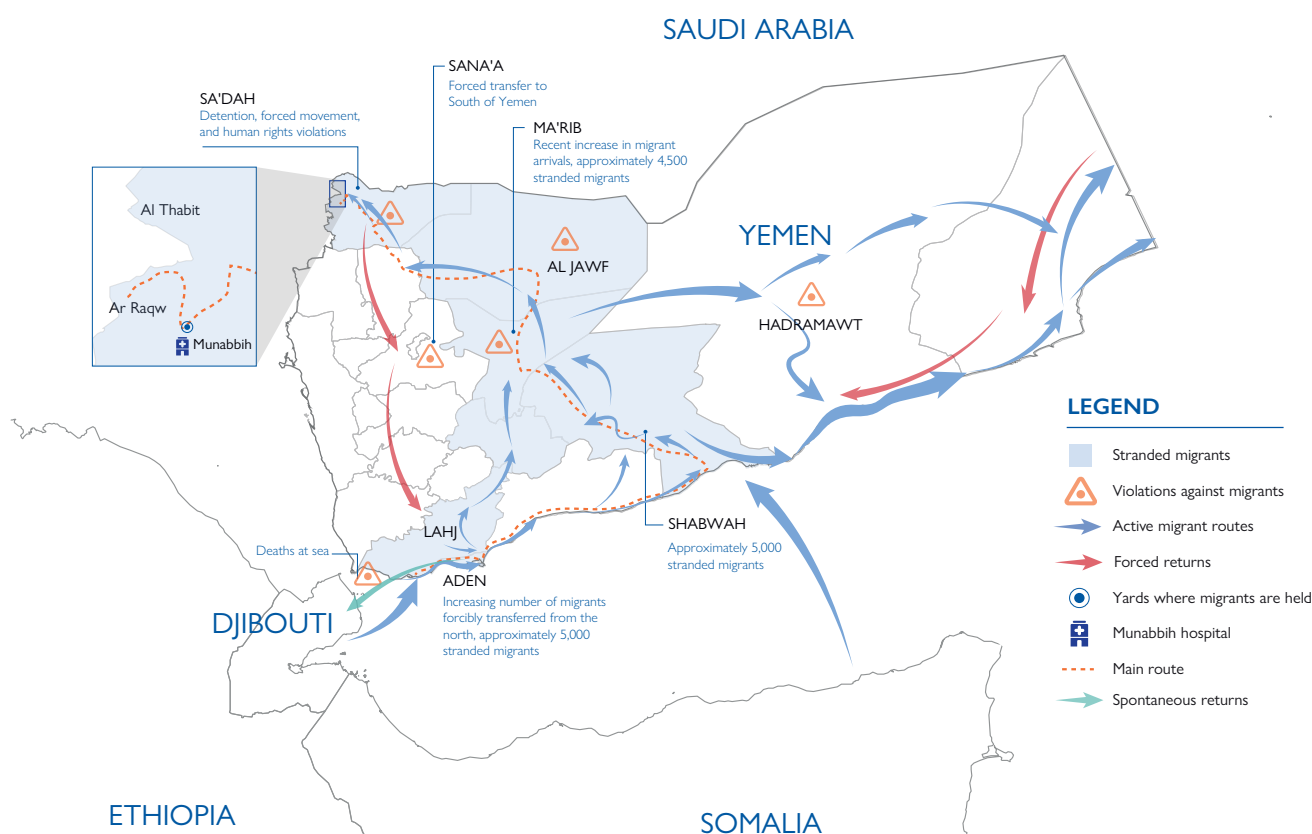 SAUDI ARABIA
SANA'A
Forced transfer to
South of Yemen
SA'DAH
Detention, forced movement,
and human rights violations
MA'RIB
Recent increase in migrant
arrivals, approximately 4,500
stranded migrants
Al Thabit
Ar Raqw
Munabbih
YEMEN
AL JAWF
HADRAMAWT
LAHJ
SHABWAH
Approximately 5,000
stranded migrants
Deaths at sea
ADEN
Increasing number of migrants
forcibly transferred from the
north, approximately 5,000
stranded migrants
DJIBOUTI
ETHIOPIA
SOMALIA
LEGEND
Stranded migrants
Violations against migrants
Active migrant routes
Forced returns
Yards where migrants are held
Munabbih hospital
Main route
Spontaneous returns